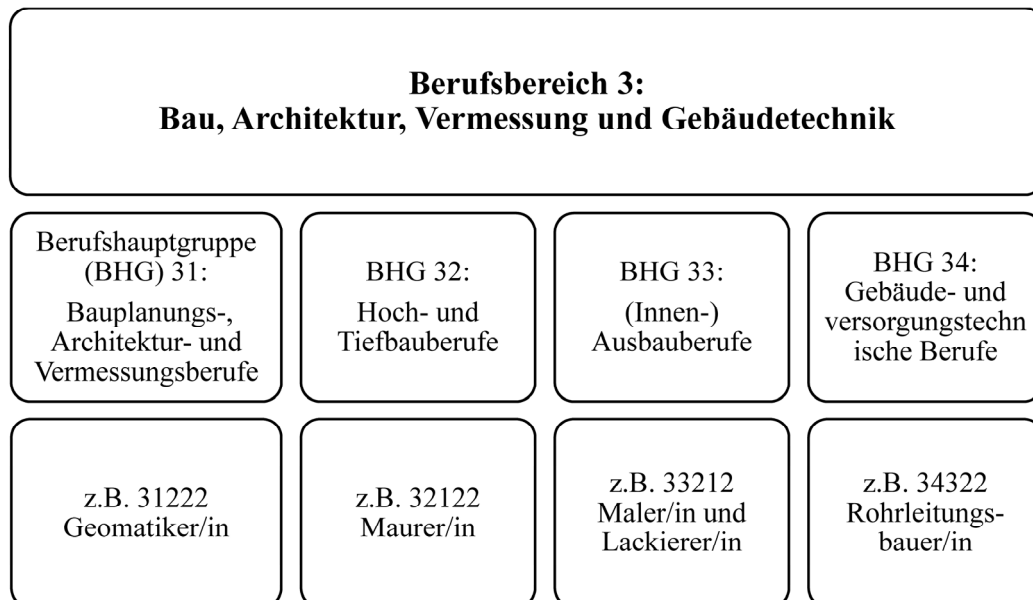 Berufsbereich 3:
Bau, Architektur, Vermessung und Gebäudetechnik
Berufshauptgruppe
(BHG) 31:
Bauplanungs-,
Architektur- und
Vermessungsberufe
BHG 32:
Hoch- und
Tiefbauberufe
BHG 33:
(Innen-)
Ausbauberufe
BHG 34:
Gebäude- und
versorgungstechn
ische Berufe
z.B. 31222
Geomatiker/in
z.B. 32122
Maurer/in
z.B. 33212
Maler/in und
Lackierer/in
z.B. 34322
Rohrleitungs-
bauer/in